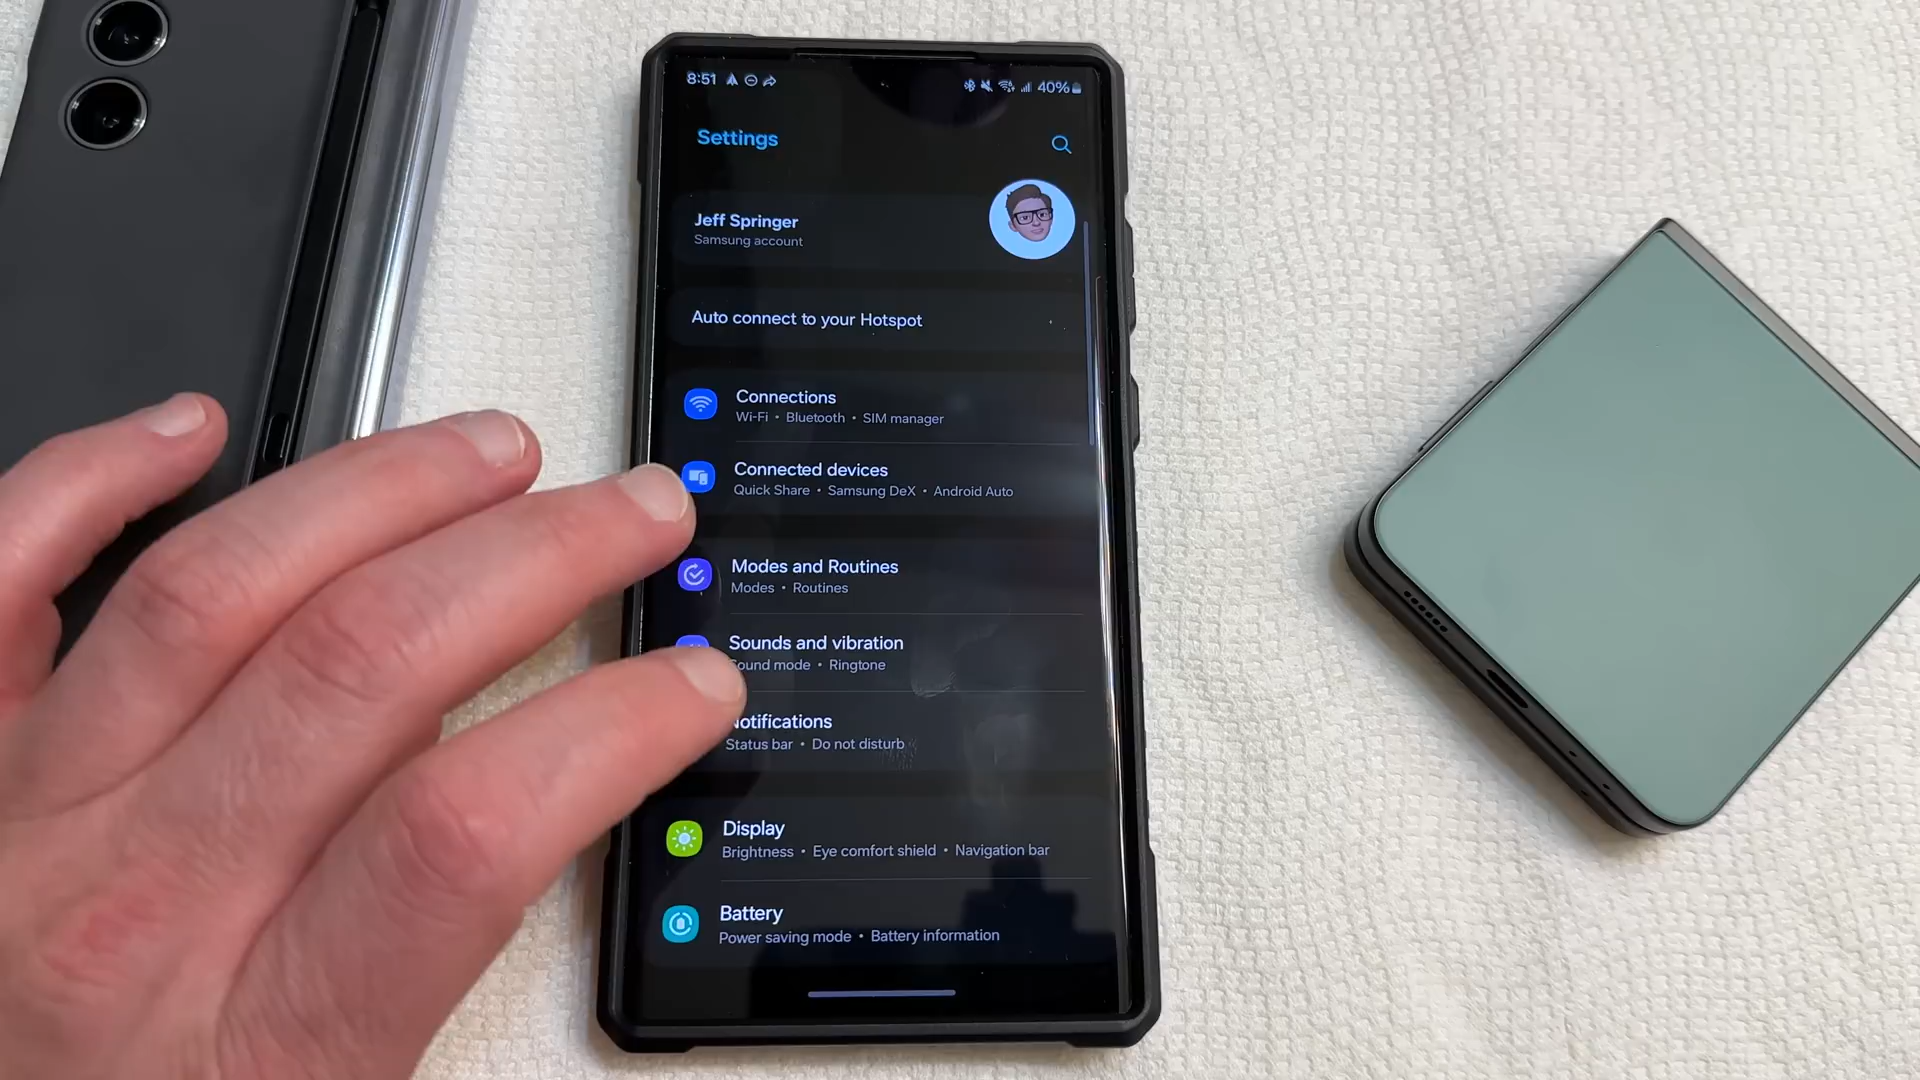 8:51 40%
Settings
Jeff Springer
Samsung account
Auto connect to your Hotspot
Connections
Wi-Fi • Bluetooth • SIM manager
Connected devices
Quick Share • Samsung DeX • Android Auto
Modes and Routines
Modes • Routines
Sounds and vibration
Sound mode • Ringtone
Notifications
Status bar • Do not disturb
Display
Brightness • Eye comfort shield • Navigation bar
Battery
Power saving mode • Battery information